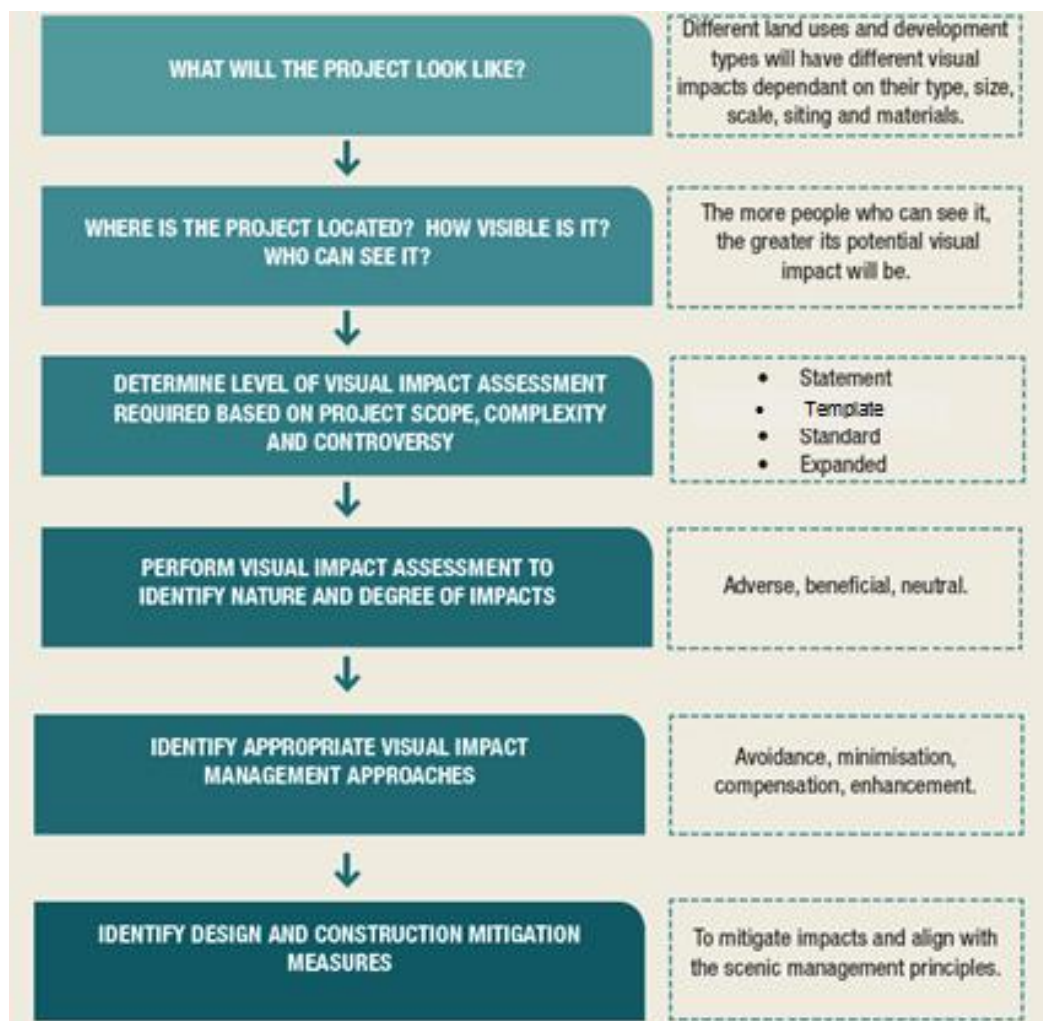 WHAT WILL THE PROJECT LOOK LIKE?
Different land uses and development
types will have different visual
impacts dependant on their type, size,
scale, siting and materials.
WHERE IS THE PROJECT LOCATED? HOW VISIBLE IS IT?
WHO CAN SEE IT?
The more people who can see it,
the greater its potential visual
impact will be.
DETERMINE LEVEL OF VISUAL IMPACT ASSESSMENT
REQUIRED BASED ON PROJECT SCOPE, COMPLEXITY
AND CONTROVERSY
• Statement
• Template
• Standard
• Expanded
PERFORM VISUAL IMPACT ASSESSMENT TO
IDENTIFY NATURE AND DEGREE OF IMPACTS
Adverse, beneficial, neutral.
IDENTIFY APPROPRIATE VISUAL IMPACT
MANAGEMENT APPROACHES
Avoidance, minimisation,
compensation, enhancement.
IDENTIFY DESIGN AND CONSTRUCTION MITIGATION
MEASURES
To mitigate impacts and align with
the scenic management principles.